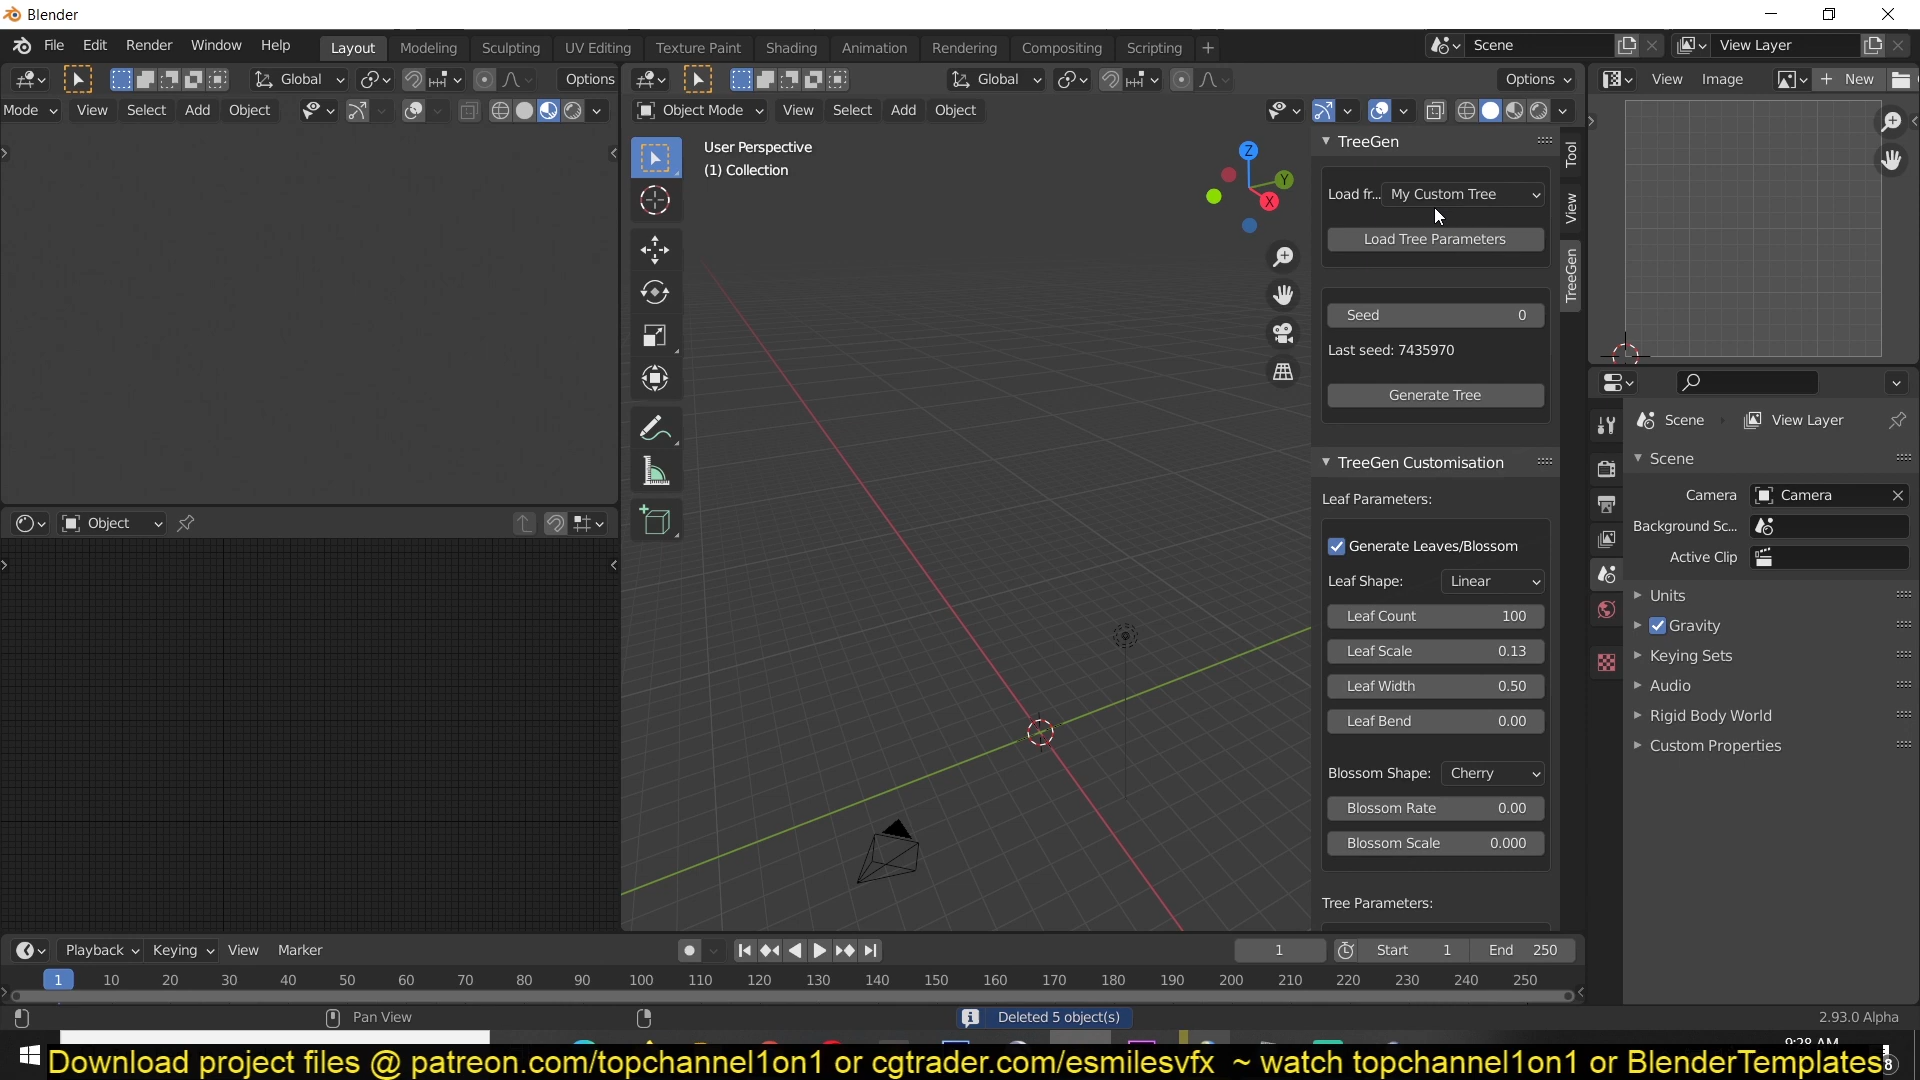 Blender
File Edit Render Window Help Layout Modeling Sculpting UV Editing Texture Paint Shading Animation Rendering Compositing Scripting + Scene View Layer
Global Options Global Options View Image New
Mode View Select Add Object Object Mode View Select Add Object
User Perspective
(1) Collection
Z
Y
X
TreeGen
Load fr... My Custom Tree
Load Tree Parameters
Seed 0
Last seed: 7435970
Generate Tree
TreeGen Customisation
Leaf Parameters:
Generate Leaves/Blossom
Leaf Shape: Linear
Leaf Count 100
Leaf Scale 0.13
Leaf Width 0.50
Leaf Bend 0.00
Blossom Shape: Cherry
Blossom Rate 0.00
Blossom Scale 0.000
Tree Parameters:
Tool
View
TreeGen
Scene View Layer
Scene
Camera Camera
Background Sc...
Active Clip
Units
Gravity
Keying Sets
Audio
Rigid Body World
Custom Properties
Object
Playback Keying View Marker 1 Start 1 End 250
1 10 20 30 40 50 60 70 80 90 100 110 120 130 140 150 160 170 180 190 200 210 220 230 240 250
Pan View Deleted 5 object(s) 2.93.0 Alpha
9:28 AM
Download project files @ patreon.com/topchannel1on1 or cgtrader.com/esmilesvfx ~ watch topchannel1on1 or BlenderTemplates